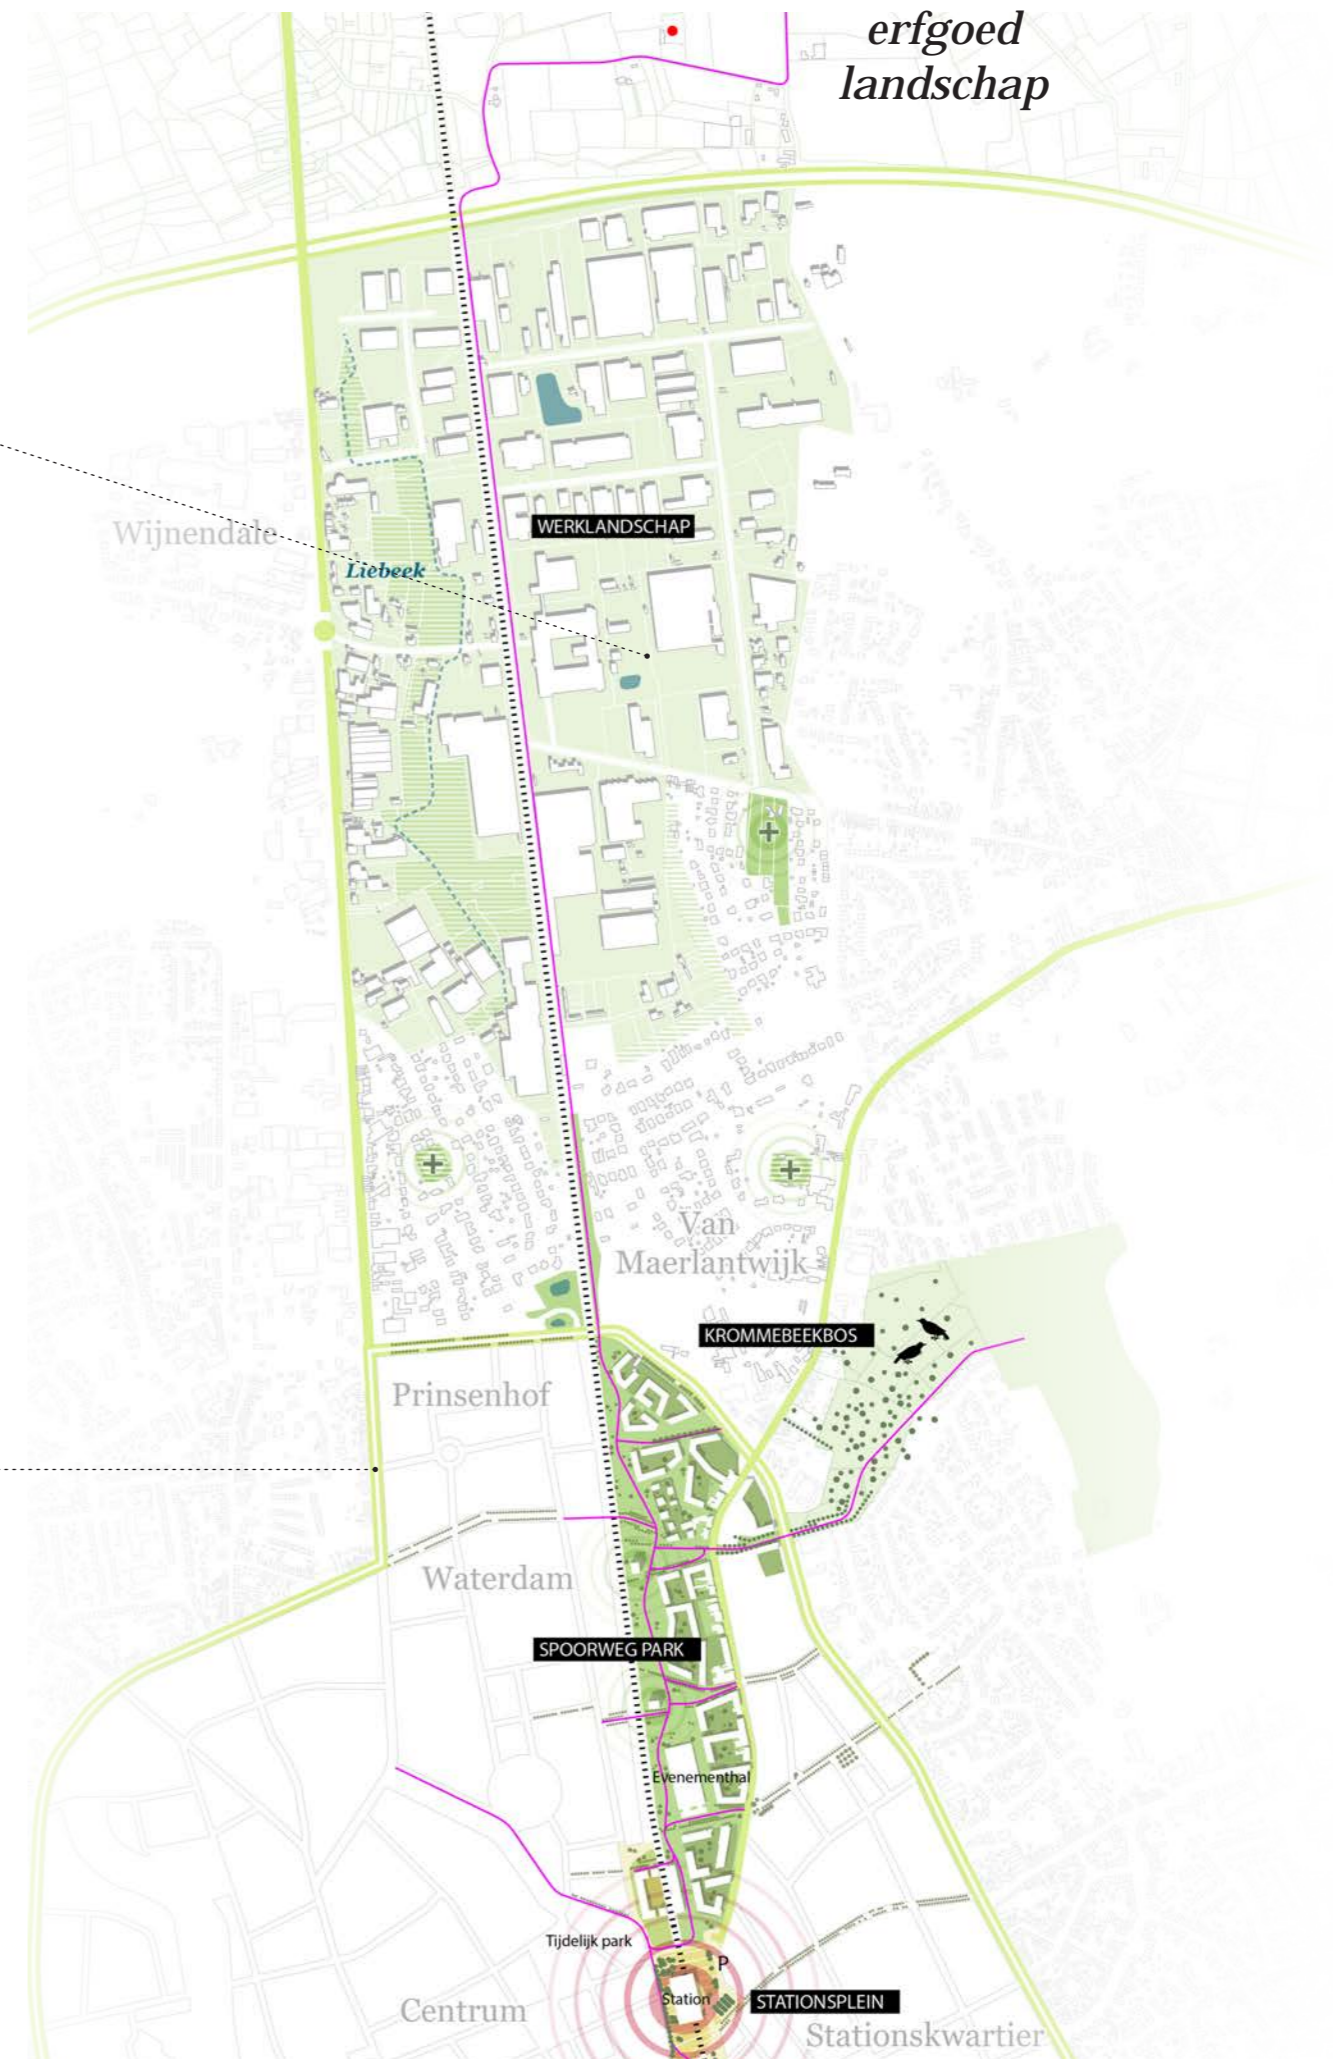 erfgoed
landschap
WERKLANDSCHAP
Wijnendale
Liebeek
Van
Maerlantwijk
KROMMEBEEKBOS
Prinsenhof
Waterdam
SPOORWEG PARK
Evenementhal
Tijdelijk park
P
Station
STATIONSPLEIN
Centrum
Stationskwartier